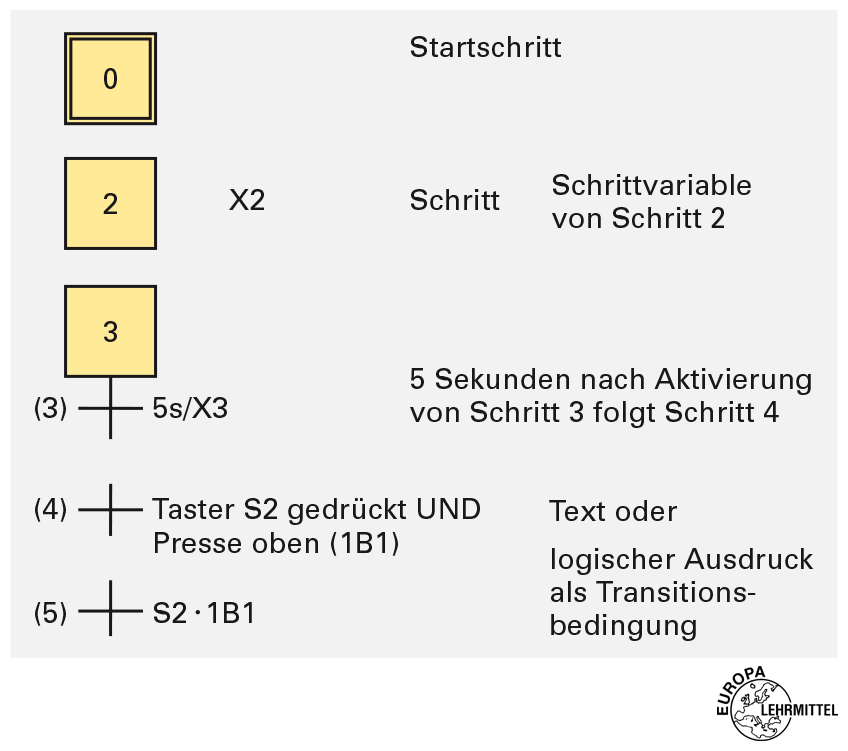 0
Startschritt
2
X2
Schritt
Schrittvariable
von Schritt 2
3
(3)
5s/X3
5 Sekunden nach Aktivierung
von Schritt 3 folgt Schritt 4
(4)
Taster S2 gedrückt UND
Presse oben (1B1)
Text oder
logischer Ausdruck
als Transitions-
bedingung
(5)
S2 · 1B1
EUROPA
LEHRMITTEL